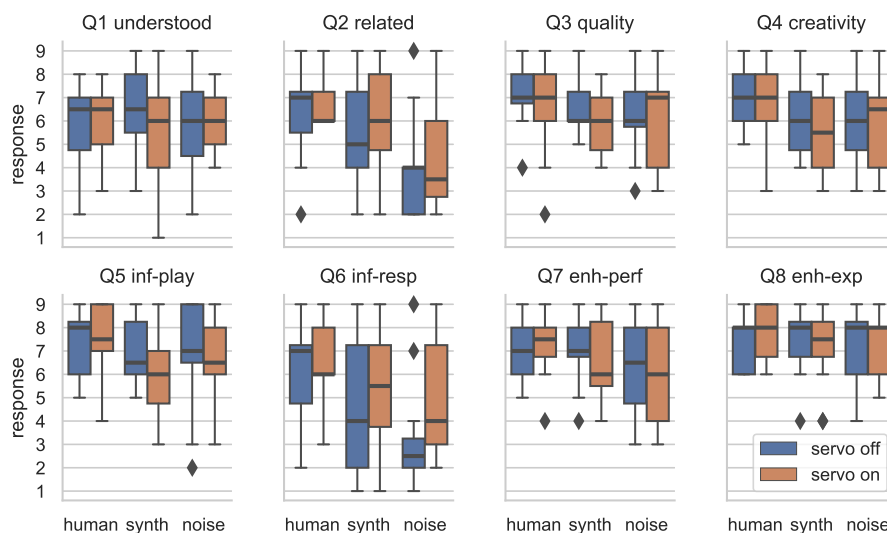 Q1 understood
Q2 related
Q3 quality
Q4 creativity
response
9
8
7
6
5
4
3
2
1
Q5 inf-play
Q6 inf-resp
Q7 enh-perf
Q8 enh-exp
response
9
8
7
6
5
4
3
2
1
servo off
servo on
human synth noise
human synth noise
human synth noise
human synth noise